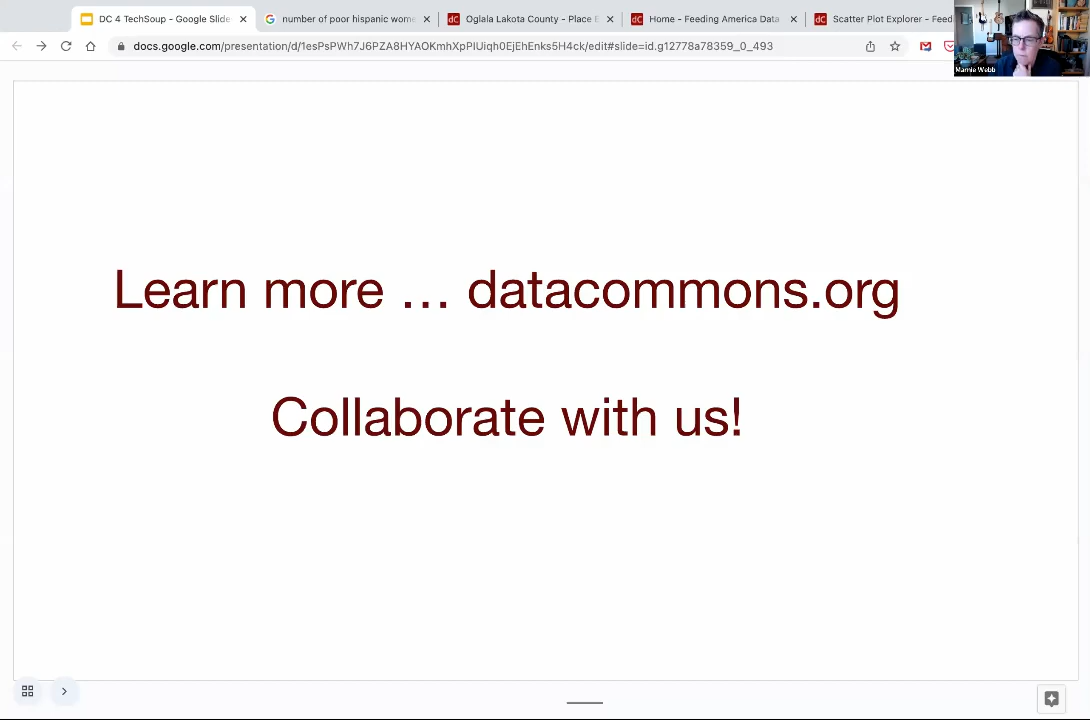 DC 4 TechSoup - Google Slide
number of poor hispanic wome
Oglala Lakota County - Place E
Home - Feeding America Data
Scatter Plot Explorer - Feed
docs.google.com/presentation/d/1esPsPWh7J6PZA8HYAOKmhXpPIUiqh0EjEhEnks5H4ck/edit#slide=id.g12778a78359_0_493
Marnie Webb
Learn more … datacommons.org
Collaborate with us!